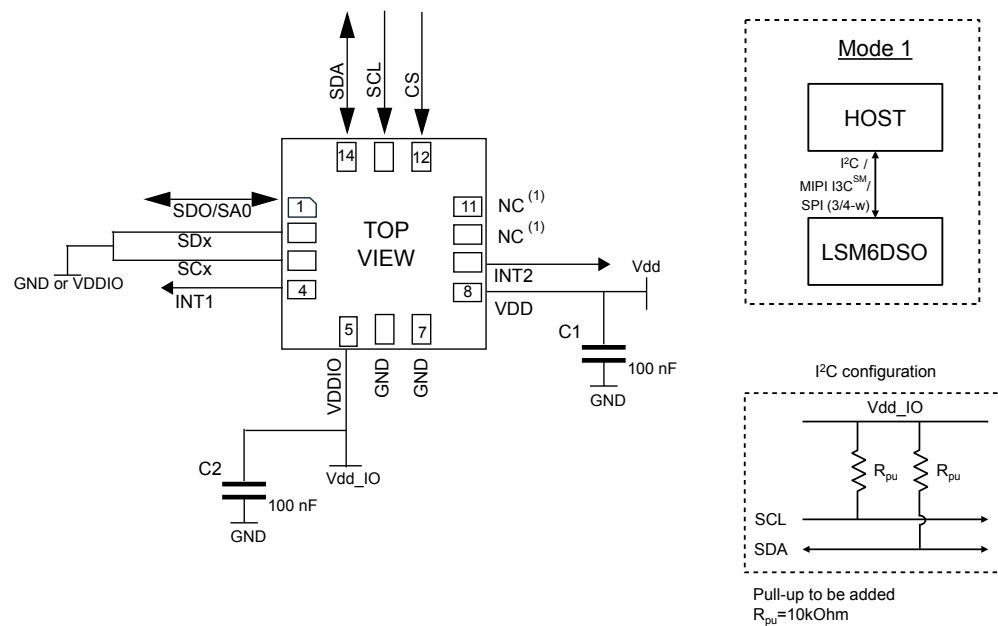 SDA
SCL
CS
14
12
SDO/SA0
1
TOP
VIEW
11
NC (1)
NC (1)
SDx
SCx
GND or VDDIO
INT1
4
INT2
8
VDD
Vdd
5
7
VDDIO
GND
GND
C1
100 nF
GND
C2
100 nF
GND
Vdd_IO
Mode 1
HOST
I²C /
MIPI I3C SM/
SPI (3/4-w)
LSM6DSO
I²C configuration
Vdd_IO
Rpu
Rpu
SCL
SDA
Pull-up to be added
Rpu=10kOhm